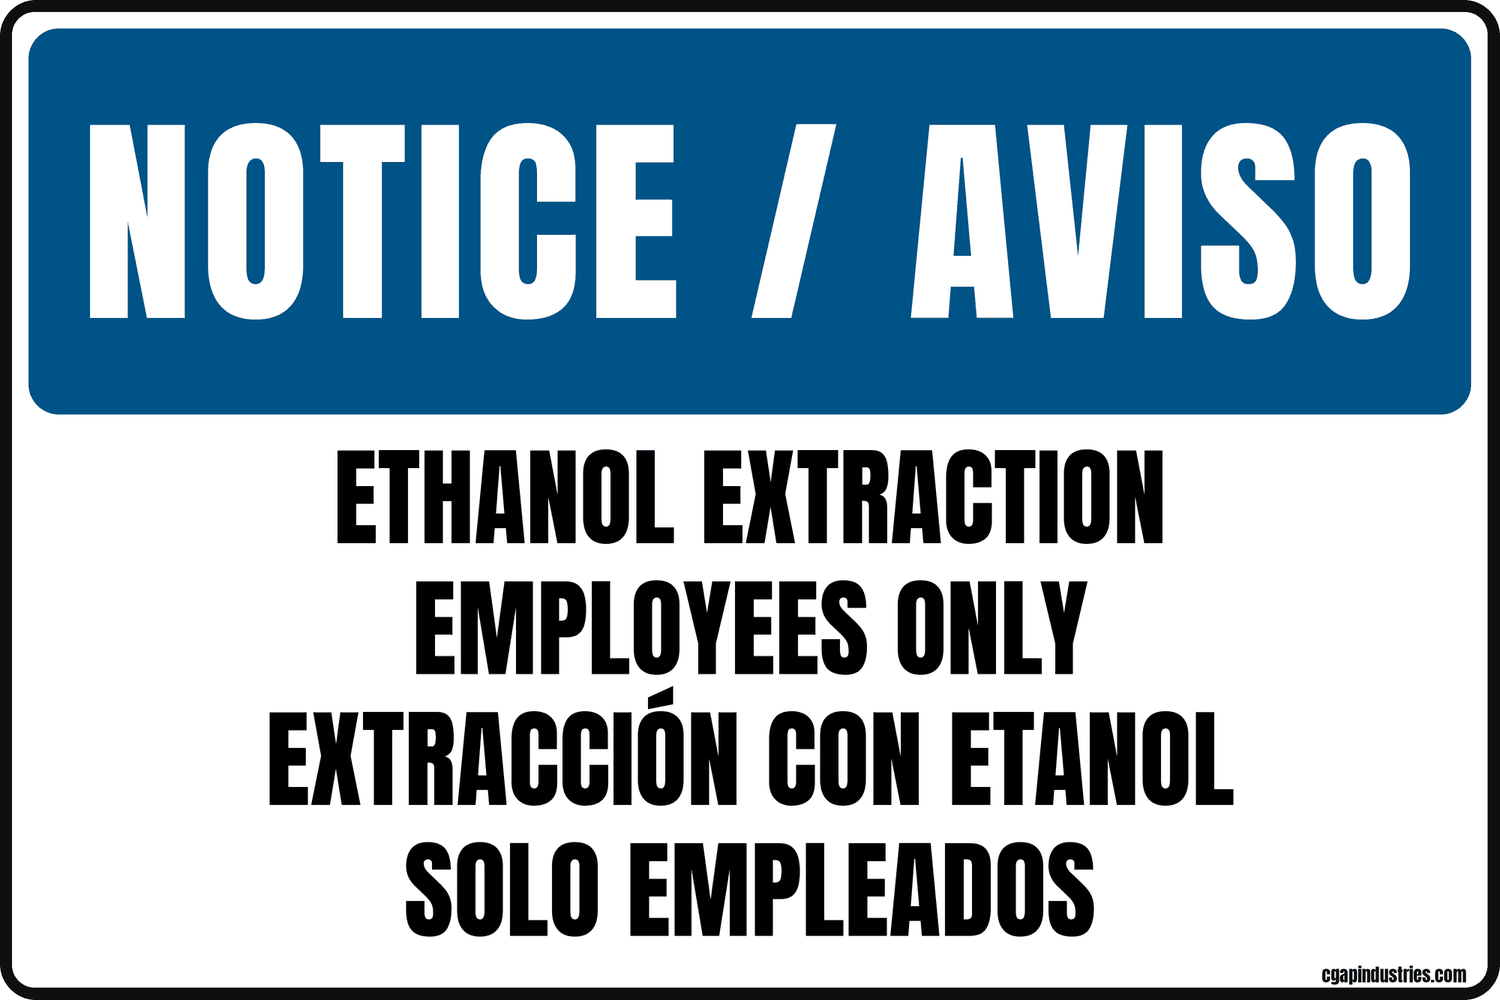 NOTICE / AVISO
ETHANOL EXTRACTION
EMPLOYEES ONLY
EXTRACCIÓN CON ETANOL
SOLO EMPLEADOS
cgapindustries.com